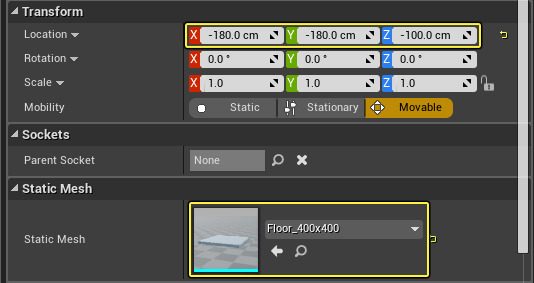 Transform
Location X -180.0 cm Y -180.0 cm Z -100.0 cm
Rotation X 0.0 ° Y 0.0 ° Z 0.0 °
Scale X 1.0 Y 1.0 Z 1.0
Mobility Static Stationary Movable
Sockets
Parent Socket None
Static Mesh
Floor_400x400
Static Mesh